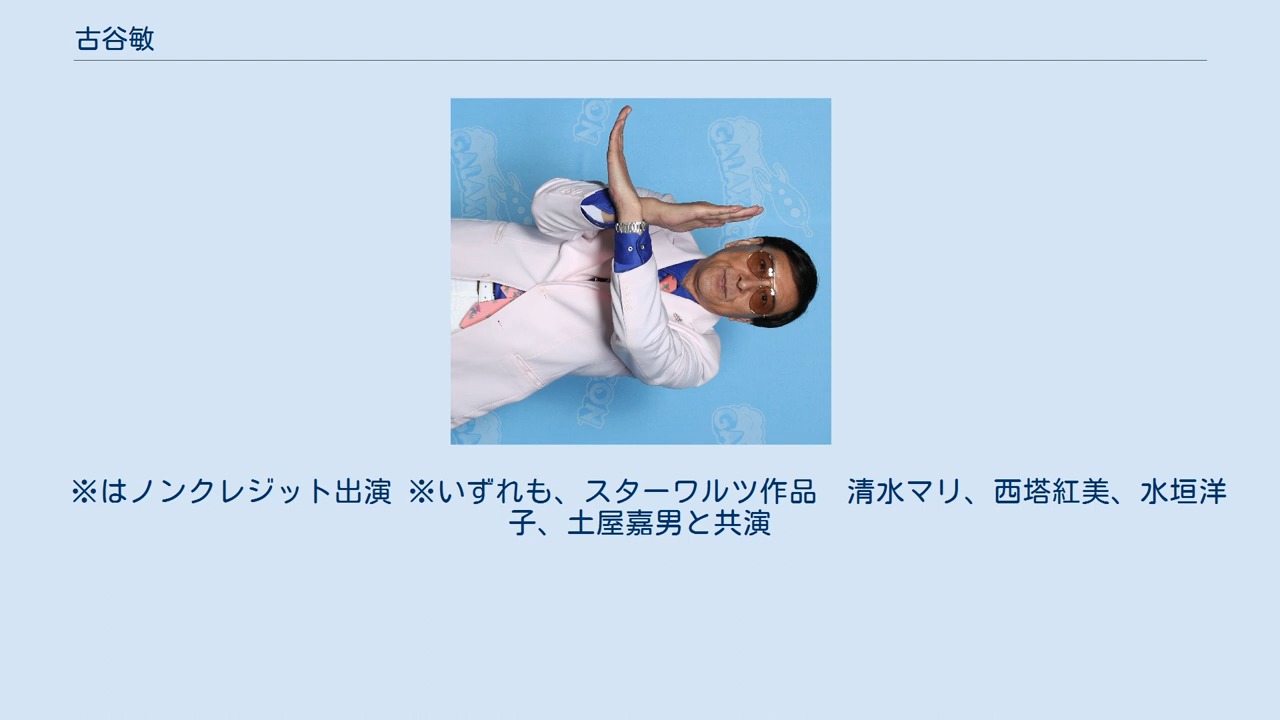 古谷敏
※はノンクレジット出演 ※いずれも、スターワルツ作品　清水マリ、西塔紅美、水垣洋
子、土屋嘉男と共演